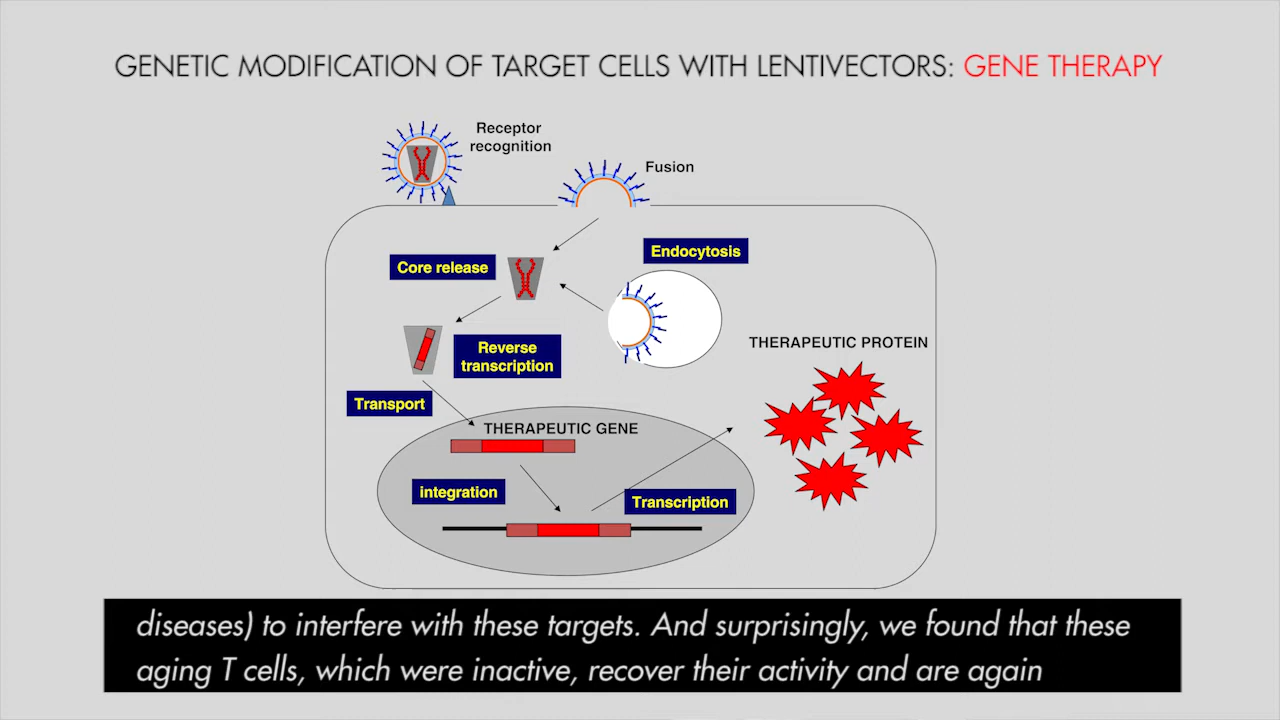 GENETIC MODIFICATION OF TARGET CELLS WITH LENTIVECTORS: GENE THERAPY
Receptor
recognition
Fusion
Endocytosis
Core release
Reverse
transcription
THERAPEUTIC PROTEIN
Transport
THERAPEUTIC GENE
integration
Transcription
diseases) to interfere with these targets. And surprisingly, we found that these
aging T cells, which were inactive, recover their activity and are again